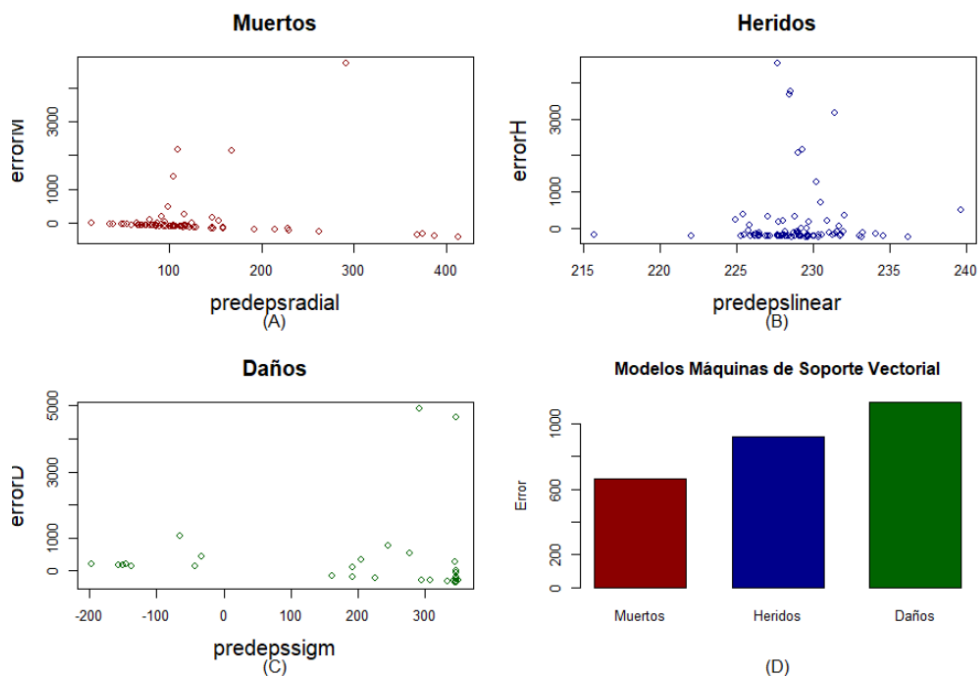 Muertos
errorM
3000
1000
0
100 200 300 400
predepsradial
(A)
Heridos
errorH
3000
1000
0
215 220 225 230 235 240
predepslinear
(B)
Daños
errorD
5000
3000
1000
0
-200 -100 0 100 200 300
predepssigm
(C)
Modelos Máquinas de Soporte Vectorial
Error
1000
600
200
0
Muertos Heridos Daños
(D)